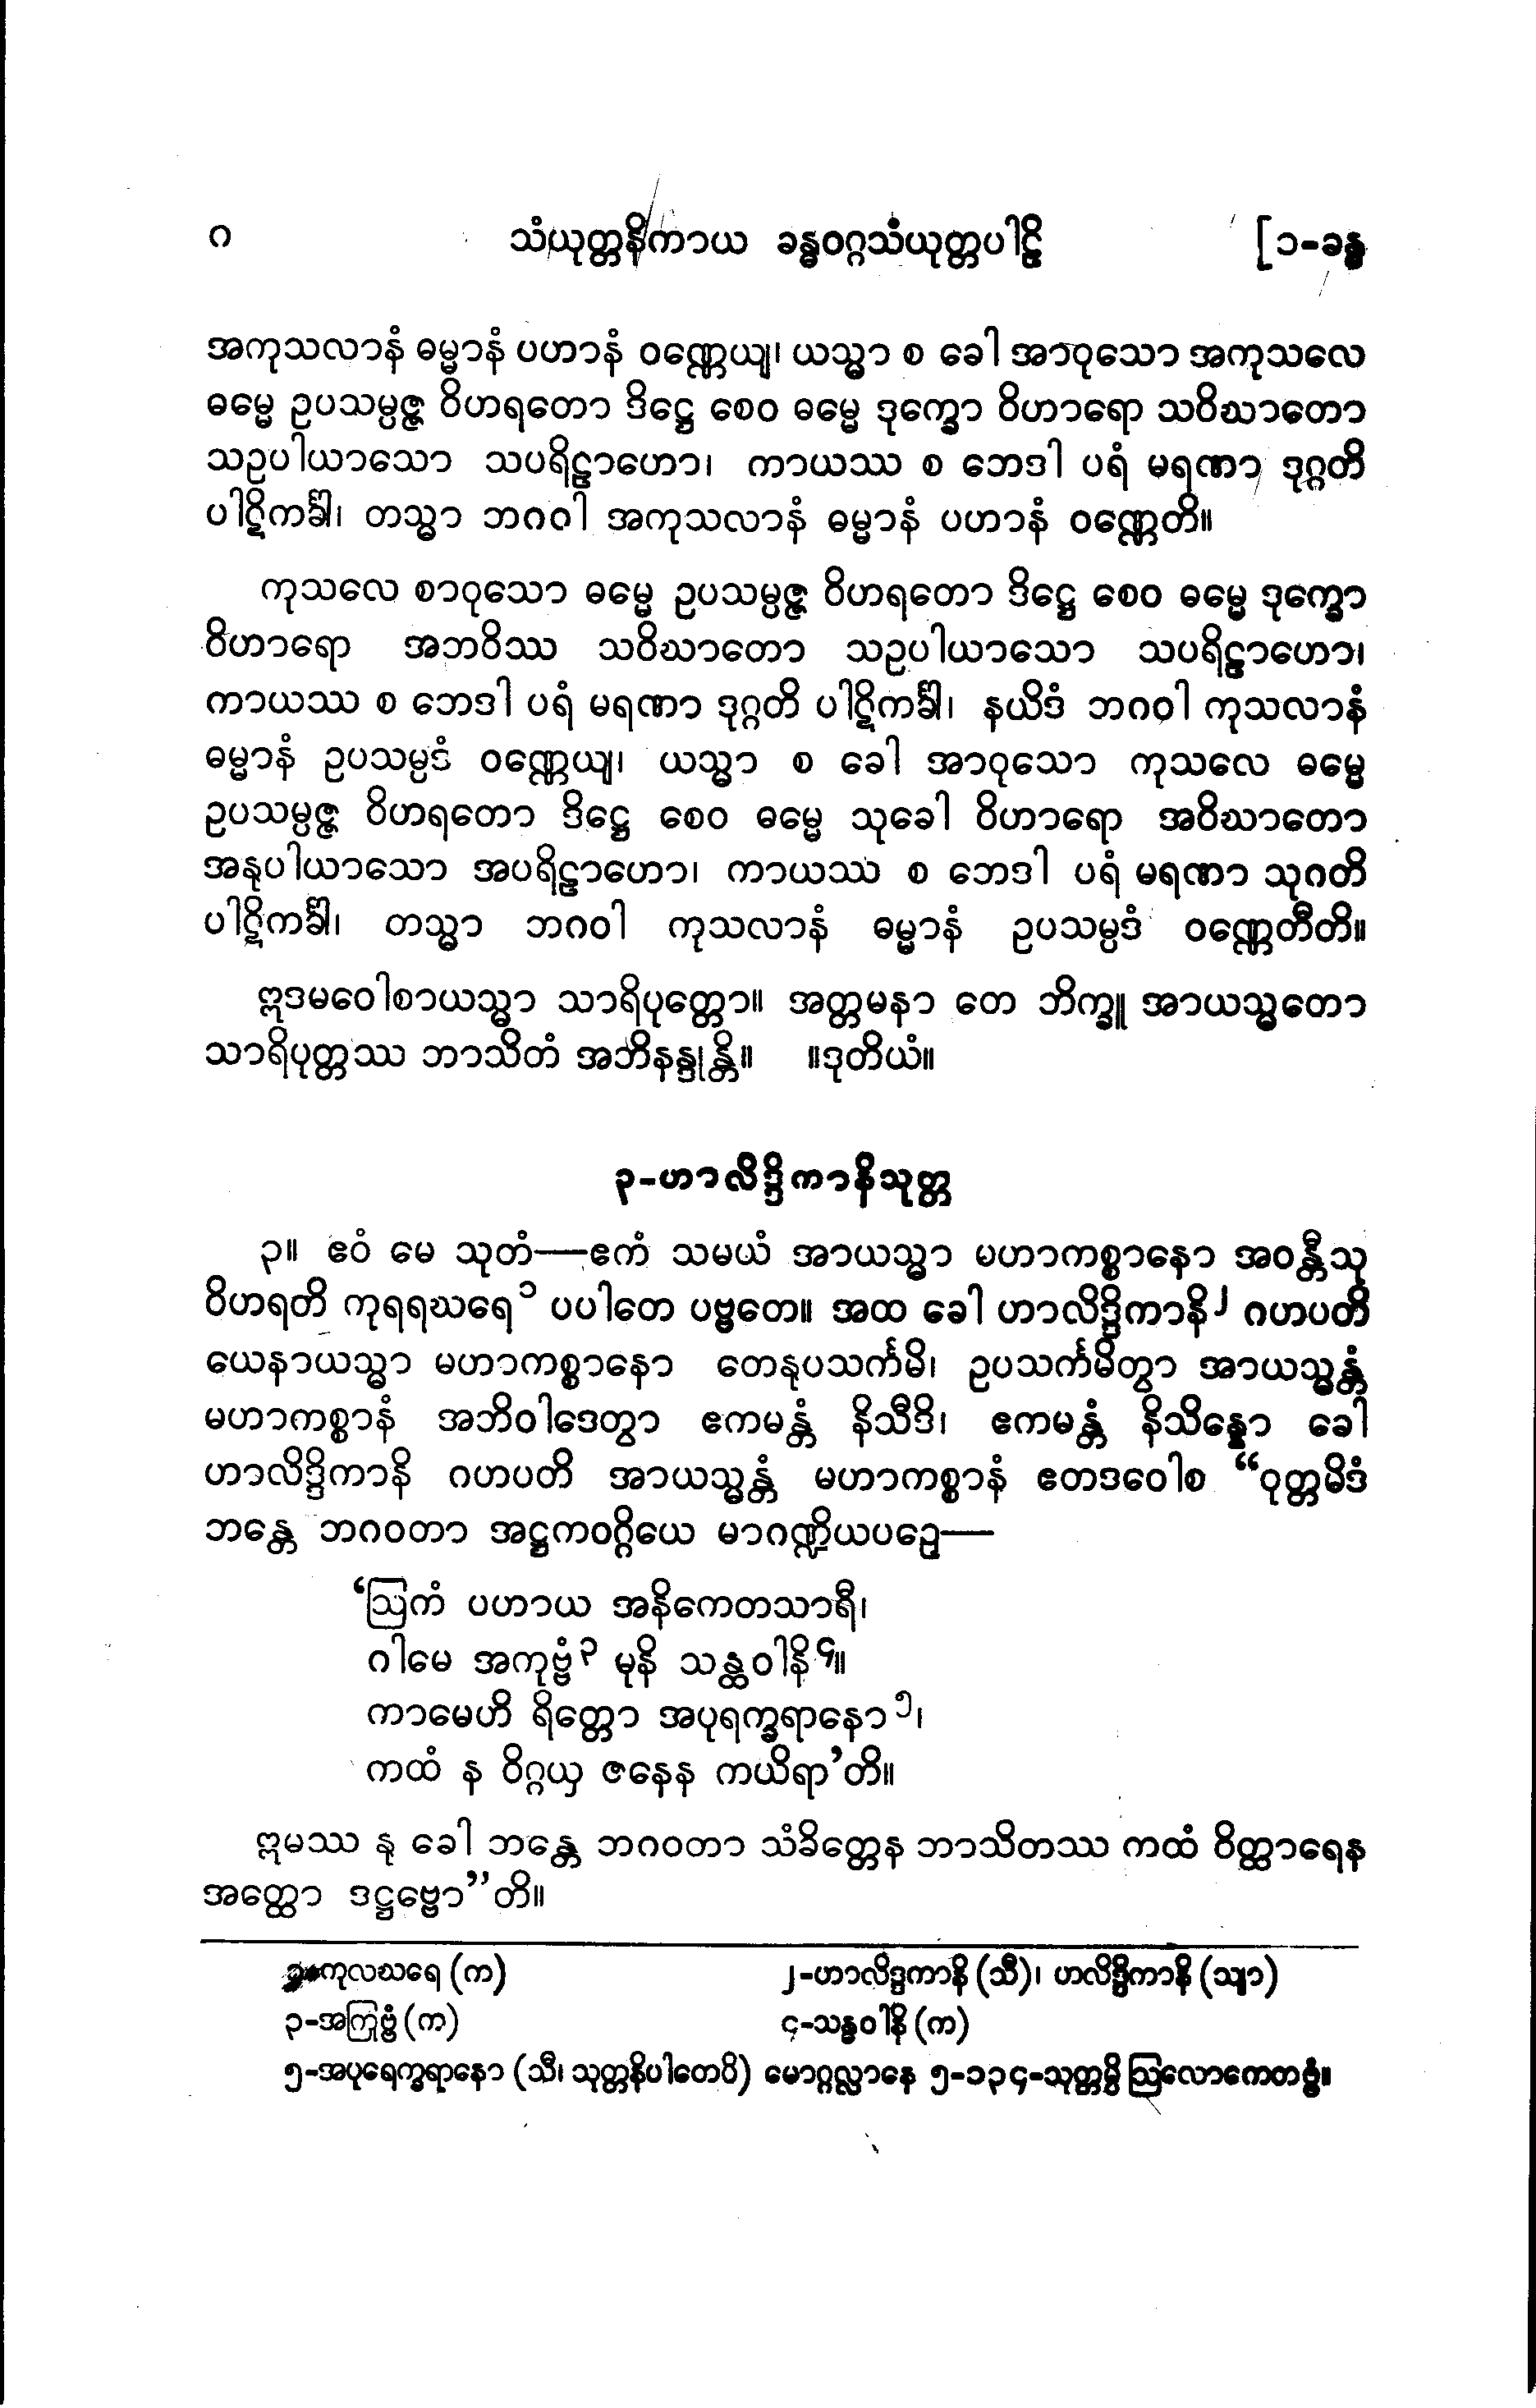 ဂ သံယုတ္တနိကာယ ခန္ဓဝဂ္ဂသံယုတ္တပါဠိ [၁-ခန္ဓ
အကုသလာနံ ဓမ္မာနံ ပဟာနံ ဝဏ္ဏေယျ၊ ယသ္မာ စ ခေါ အာဝုသော အကုသလေ
ဓမ္မေ ဥပသမ္ပဇ္ဇ ဝိဟရတော ဒိဋ္ဌေ စေဝ ဓမ္မေ ဒုက္ခော ဝိဟာရော သဝိဃာတော
သဥပါယာသော သပရိဠာဟော၊ ကာယဿ စ ဘေဒါ ပရံ မရဏာ ဒုဂ္ဂတိ
ပါဋိကင်္ခါ၊ တသ္မာ ဘဂဝါ အကုသလာနံ ဓမ္မာနံ ပဟာနံ ဝဏ္ဏေတိ။
ကုသလေ စာဝုသော ဓမ္မေ ဥပသမ္ပဇ္ဇ ဝိဟရတော ဒိဋ္ဌေ စေဝ ဓမ္မေ ဒုက္ခော
ဝိဟာရော အဘဝိဿ သဝိဃာတော သဥပါယာသော သပရိဠာဟော၊
ကာယဿ စ ဘေဒါ ပရံ မရဏာ ဒုဂ္ဂတိ ပါဋိကင်္ခါ၊ နယိဒံ ဘဂဝါ ကုသလာနံ
ဓမ္မာနံ ဥပသမ္ပဒံ ဝဏ္ဏေယျ၊ ယသ္မာ စ ခေါ အာဝုသော ကုသလေ ဓမ္မေ
ဥပသမ္ပဇ္ဇ ဝိဟရတော ဒိဋ္ဌေ စေဝ ဓမ္မေ သုခေါ ဝိဟာရော အဝိဃာတော
အနုပါယာသော အပရိဠာဟော၊ ကာယဿ စ ဘေဒါ ပရံ မရဏာ သုဂတိ
ပါဋိကင်္ခါ၊ တသ္မာ ဘဂဝါ ကုသလာနံ ဓမ္မာနံ ဥပသမ္ပဒံ ဝဏ္ဏေတီတိ။
ဣဒမဝေါစာယသ္မာ သာရိပုတ္တော။ အတ္တမနာ တေ ဘိက္ခူ အာယသ္မတော
သာရိပုတ္တဿ ဘာသိတံ အဘိနန္ဒုန္တိ။ ။ဒုတိယံ။
၃-ဟာလိဒ္ဒိကာနိသုတ္တ
၃။ ဧဝံ မေ သုတံ—ဧကံ သမယံ အာယသ္မာ မဟာကစ္စာနော အဝန္တီသု
ဝိဟရတိ ကုရရဃရေ၁ ပပါတေ ပဗ္ဗတေ။ အထ ခေါ ဟာလိဒ္ဒိကာနိ၂ ဂဟပတိ
ယေနာယသ္မာ မဟာကစ္စာနော တေနုပသင်္ကမိ၊ ဥပသင်္ကမိတွာ အာယသ္မန္တံ
မဟာကစ္စာနံ အဘိဝါဒေတွာ ဧကမန္တံ နိသီဒိ၊ ဧကမန္တံ နိသိန္နော ခေါ
ဟာလိဒ္ဒိကာနိ ဂဟပတိ အာယသ္မန္တံ မဟာကစ္စာနံ ဧတဒဝေါစ “ဝုတ္တမိဒံ
ဘန္တေ ဘဂဝတာ အဋ္ဌကဝဂ္ဂိယေ မာဂဏ္ဍိယပဉှေ—
‘ဩကံ ပဟာယ အနိကေတသာရီ၊
ဂါမေ အကုဗ္ဗံ၃ မုနိ သန္ထဝါနိ၄။
ကာမေဟိ ရိတ္တော အပုရက္ခရာနော၅၊
ကထံ န ဝိဂ္ဂယှ ဇနေန ကယိရာ’တိ။
ဣမဿ နု ခေါ ဘန္တေ ဘဂဝတာ သံခိတ္တေန ဘာသိတဿ ကထံ ဝိတ္ထာရေန
အတ္ထော ဒဋ္ဌဗ္ဗော”တိ။
၁-ကုလဃရေ (က) ၂-ဟာလိဒ္ဒကာနိ (သီ)၊ ဟလိဒ္ဒိကာနိ (သျာ)
၃-အကြုဗ္ဗံ (က) ၄-သန္ဓဝါနိ (က)
၅-အပုရေက္ခရာနော (သီ၊ သုတ္တနိပါတေပိ) မောဂ္ဂလ္လာနေ ၅-၁၃၄-သုတ္တမ္ပိ ဩလောကေတဗ္ဗံ။